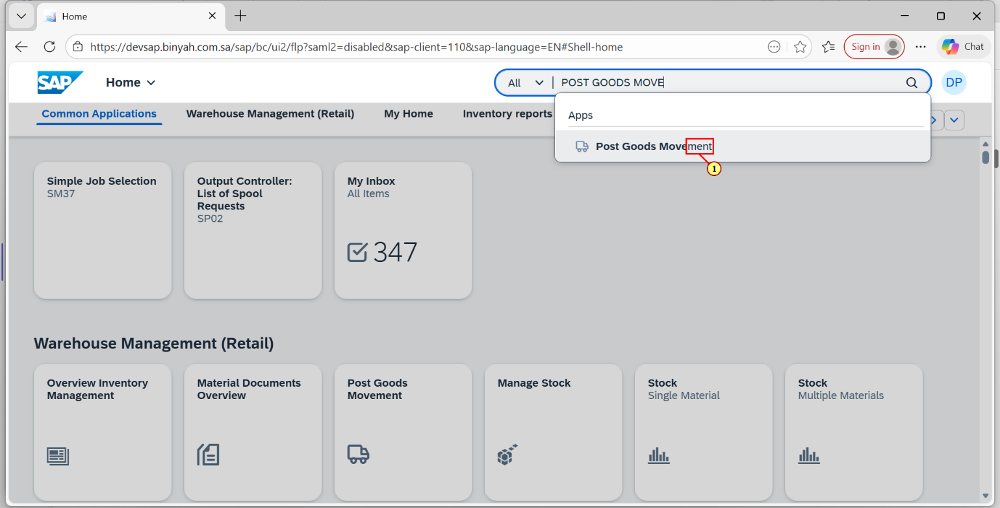 Home
https://devsap.binyah.com.sa/sap/bc/ui2/flp?saml2=disabled&sap-client=110&sap-language=EN#Shell-home
Sign in
Chat
SAP
Home
All
POST GOODS MOVE
DP
Common Applications
Warehouse Management (Retail)
My Home
Inventory reports
Apps
Post Goods Movement
1
Simple Job Selection
SM37
Output Controller:
List of Spool
Requests
SP02
My Inbox
All Items
347
Warehouse Management (Retail)
Overview Inventory
Management
Material Documents
Overview
Post Goods
Movement
Manage Stock
Stock
Single Material
Stock
Multiple Materials